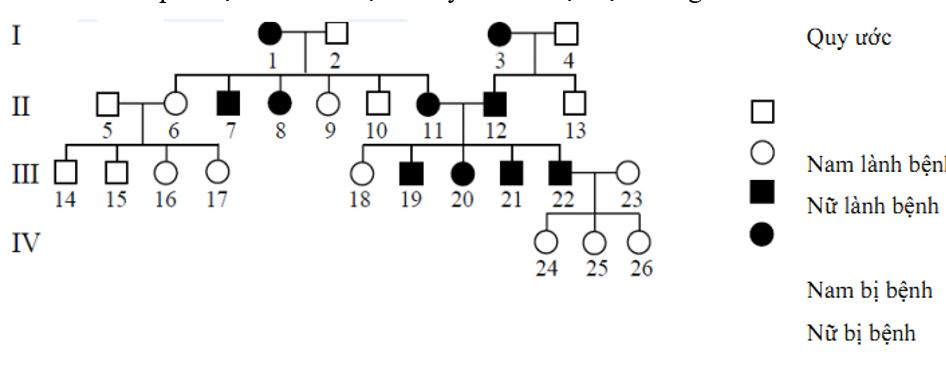 I
1 2 3 4
II
5 6 7 8 9 10 11 12 13
III
14 15 16 17 18 19 20 21 22 23
IV
24 25 26
Quy ước
Nam lành bệnh
Nữ lành bệnh
Nam bị bệnh
Nữ bị bệnh